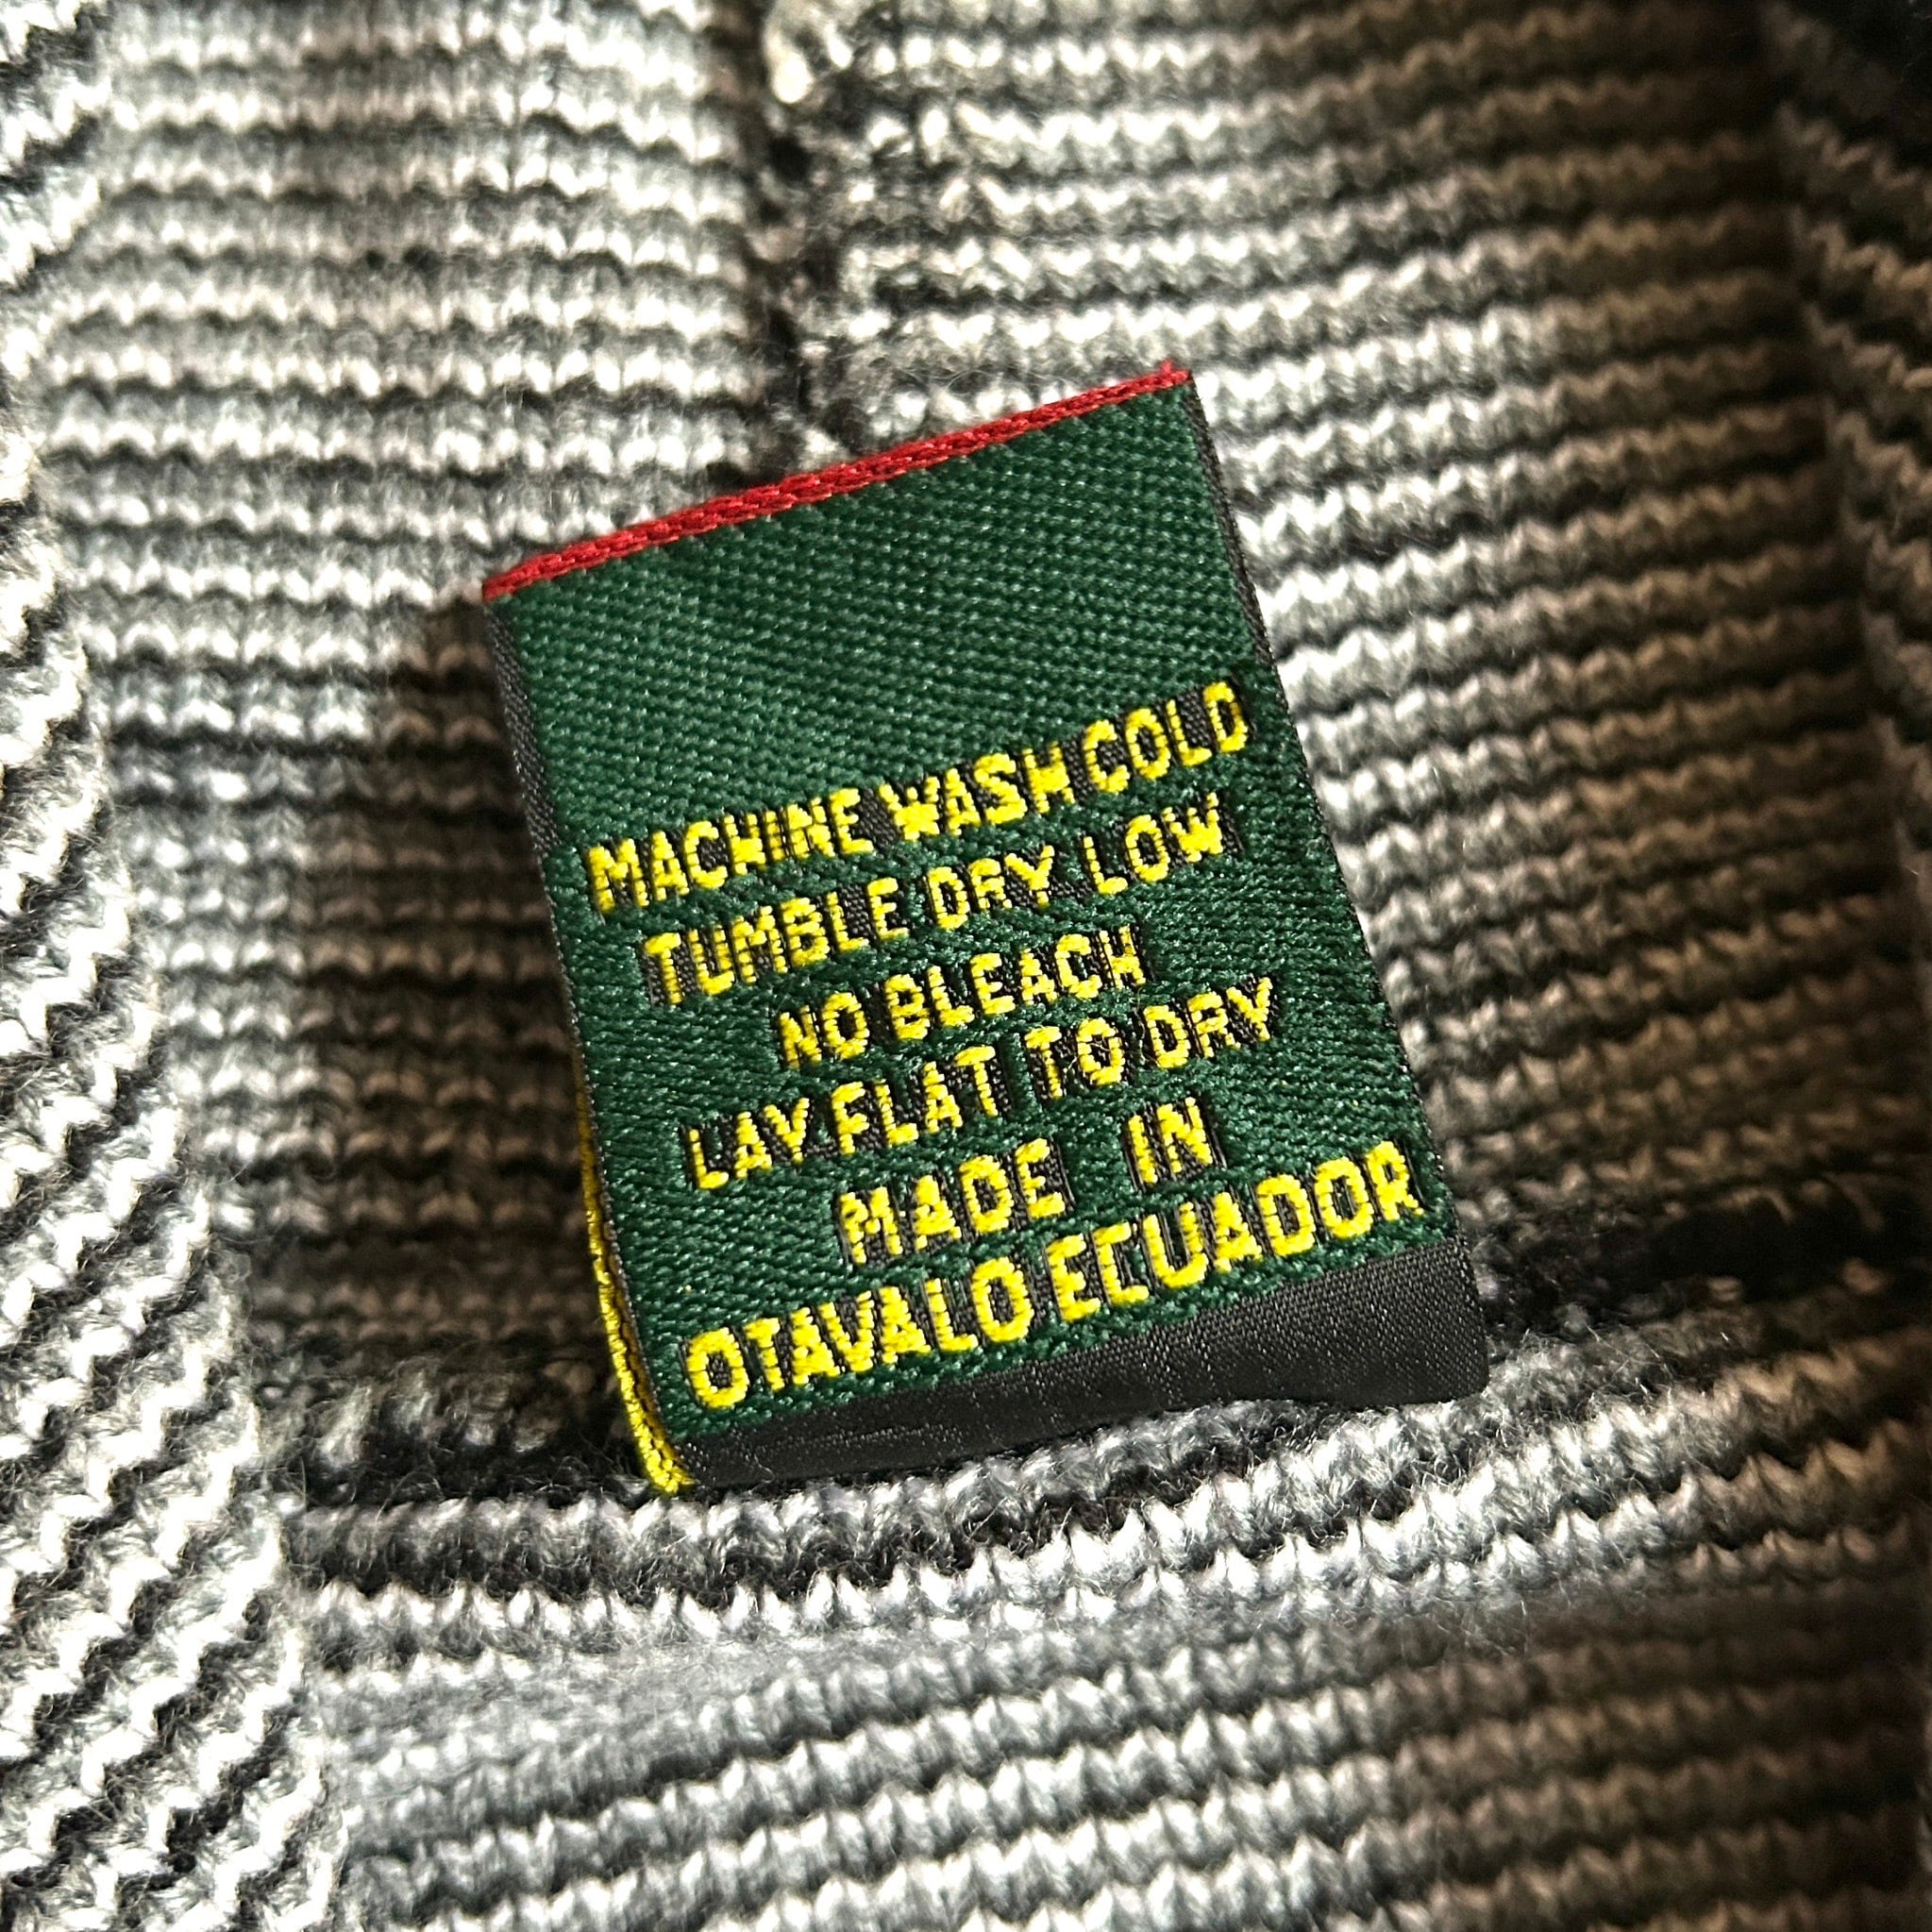 MACHINE WASH COLD
TUMBLE DRY LOW
NO BLEACH
LAY FLAT TO DRY
MADE IN
OTAVALO ECUADOR